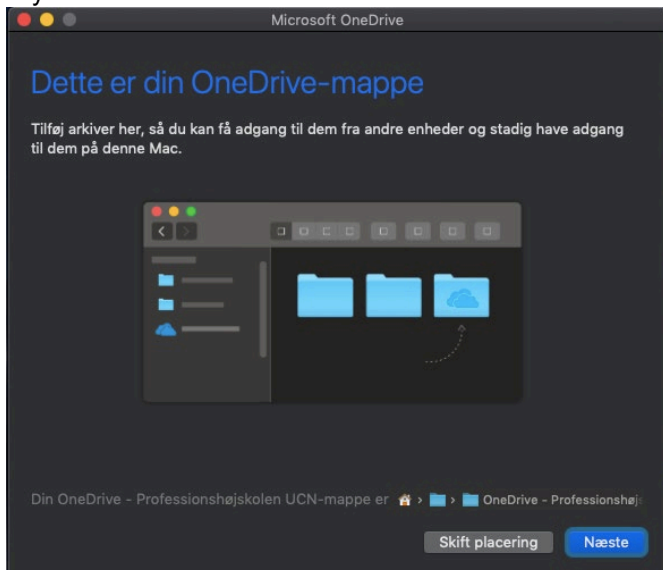 Microsoft OneDrive
Dette er din OneDrive-mappe
Tilføj arkiver her, så du kan få adgang til dem fra andre enheder og stadig have adgang
til dem på denne Mac.
Din OneDrive - Professionshøjskolen UCN-mappe er > > OneDrive - Professionshøj
Skift placering Næste